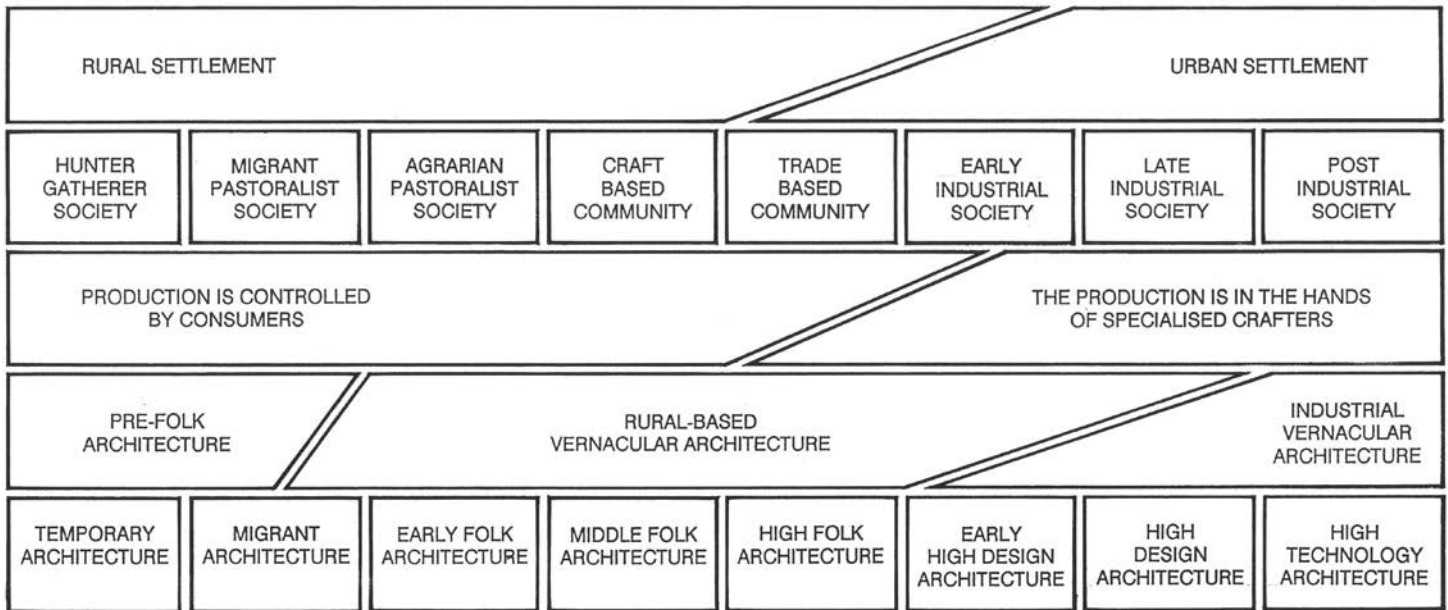 RURAL SETTLEMENT
URBAN SETTLEMENT
HUNTER
GATHERER
SOCIETY
MIGRANT
PASTORALIST
SOCIETY
AGRARIAN
PASTORALIST
SOCIETY
CRAFT
BASED
COMMUNITY
TRADE
BASED
COMMUNITY
EARLY
INDUSTRIAL
SOCIETY
LATE
INDUSTRIAL
SOCIETY
POST
INDUSTRIAL
SOCIETY
PRODUCTION IS CONTROLLED
BY CONSUMERS
THE PRODUCTION IS IN THE HANDS
OF SPECIALISED CRAFTERS
PRE-FOLK
ARCHITECTURE
RURAL-BASED
VERNACULAR ARCHITECTURE
INDUSTRIAL
VERNACULAR
ARCHITECTURE
TEMPORARY
ARCHITECTURE
MIGRANT
ARCHITECTURE
EARLY FOLK
ARCHITECTURE
MIDDLE FOLK
ARCHITECTURE
HIGH FOLK
ARCHITECTURE
EARLY
HIGH DESIGN
ARCHITECTURE
HIGH
DESIGN
ARCHITECTURE
HIGH
TECHNOLOGY
ARCHITECTURE